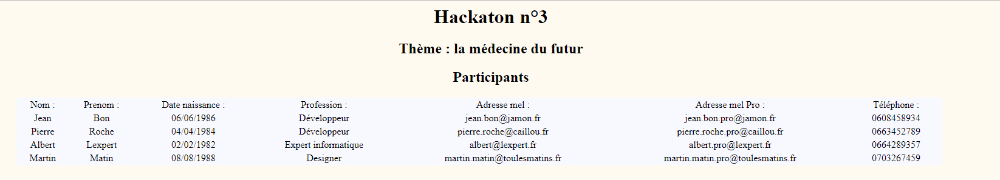 Hackaton n°3
Thème : la médecine du futur
Participants
Nom : Prenom : Date naissance : Profession : Adresse mel : Adresse mel Pro : Téléphone :
Jean Bon 06/06/1986 Développeur jean.bon@jamon.fr jean.bon.pro@jamon.fr 0608458934
Pierre Roche 04/04/1984 Développeur pierre.roche@caillou.fr pierre.roche.pro@caillou.fr 0663452789
Albert Lexpert 02/02/1982 Expert informatique albert@lexpert.fr albert.pro@lexpert.fr 0664289357
Martin Matin 08/08/1988 Designer martin.matin@toulesmatins.fr martin.matin.pro@toulesmatins.fr 0703267459